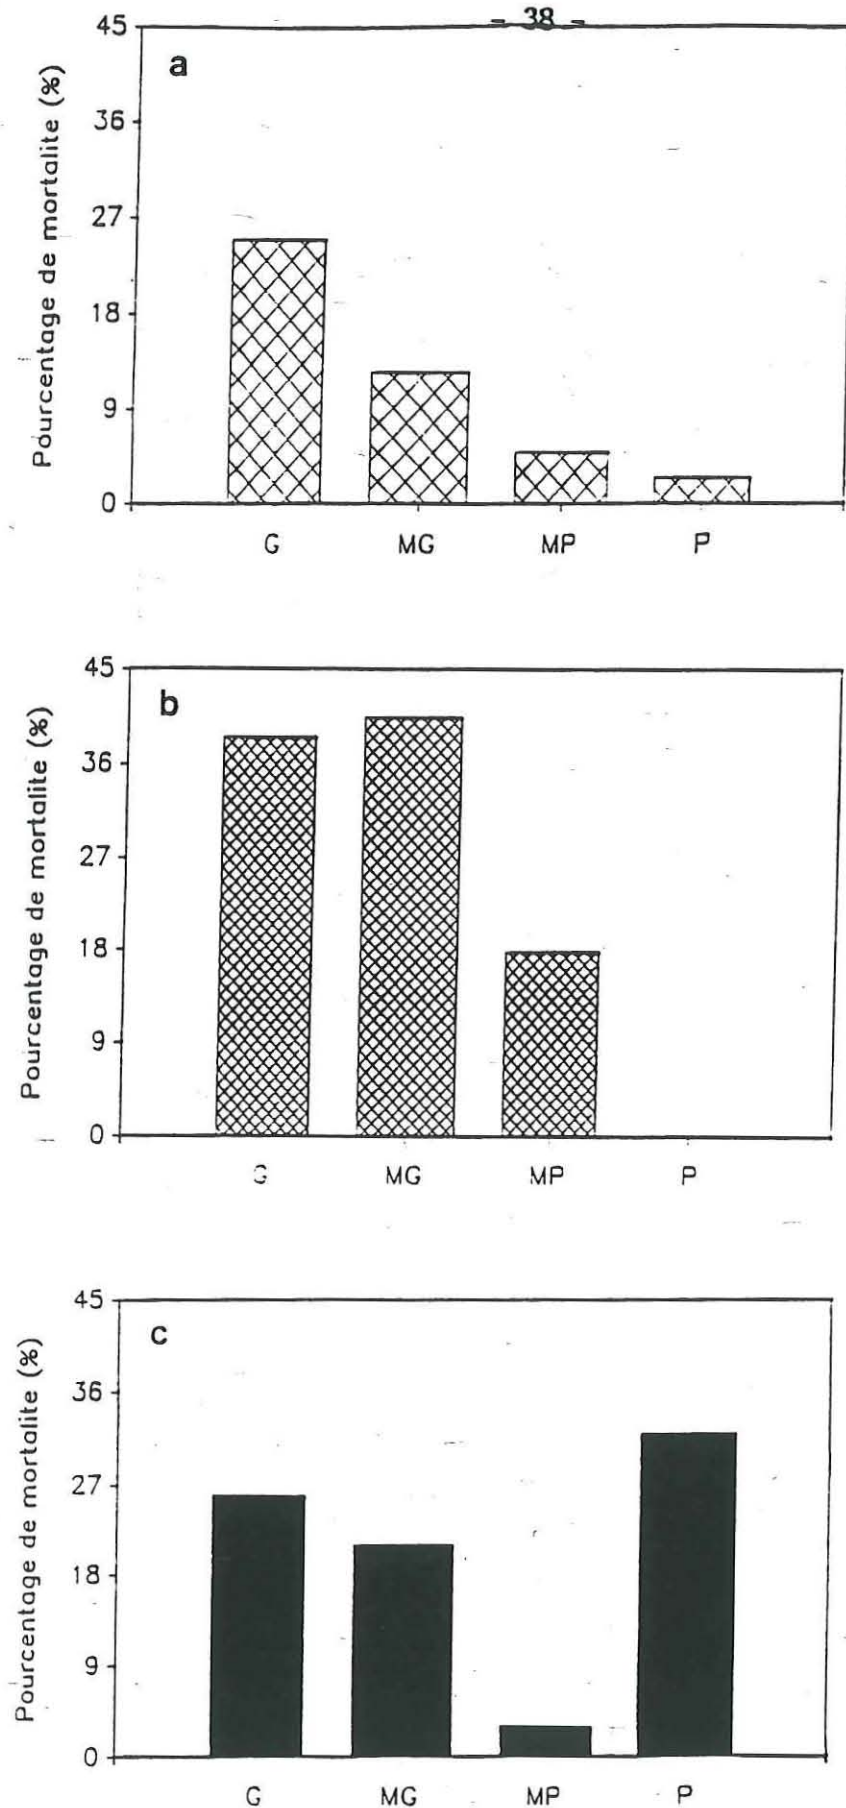 - 38 -
a
Pourcentage de mortalite (%)
45
36
27
18
9
0
G MG MP P
b
Pourcentage de mortalite (%)
45
36
27
18
9
0
G MG MP P
c
Pourcentage de mortalite (%)
45
36
27
18
9
0
G MG MP P